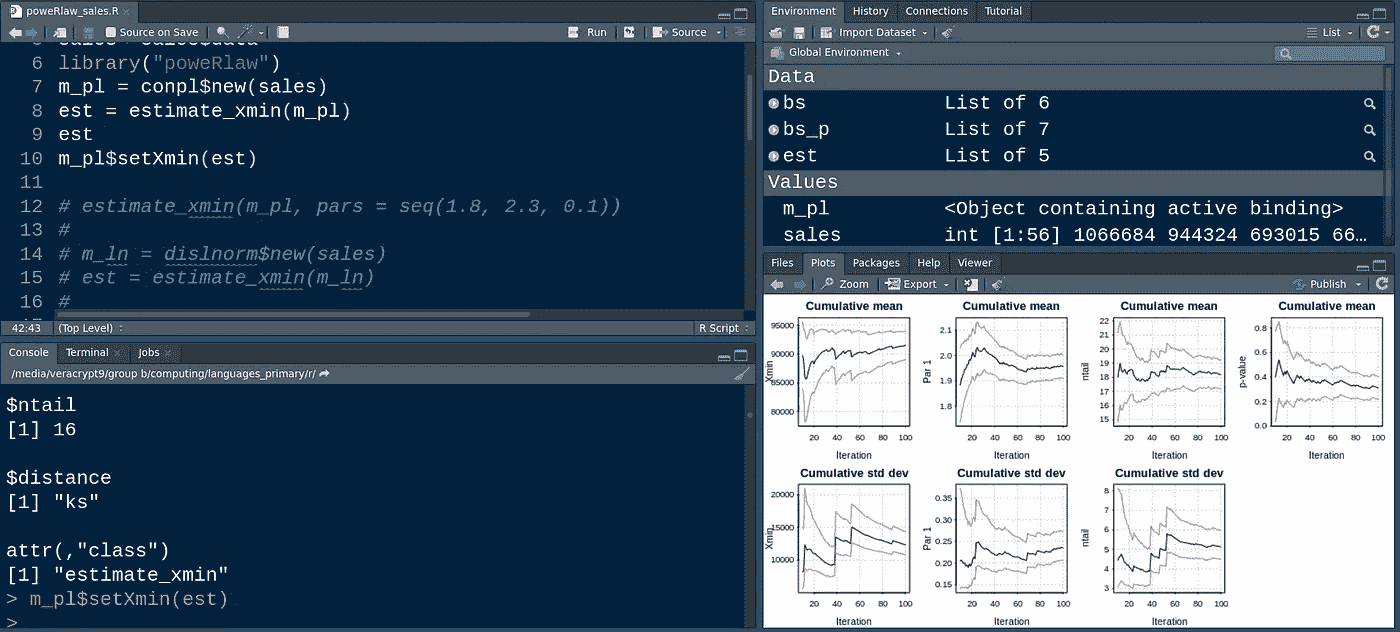 poweRlaw_sales.R
Source on Save
Run
Source
sales = sales$data
6 library("poweRlaw")
7 m_pl = conpl$new(sales)
8 est = estimate_xmin(m_pl)
9 est
10 m_pl$setXmin(est)
11
12 # estimate_xmin(m_pl, pars = seq(1.8, 2.3, 0.1))
13 #
14 # m_ln = dislnorm$new(sales)
15 # est = estimate_xmin(m_ln)
16 #
42:43 (Top Level) R Script
Console Terminal Jobs
/media/veracrypt9/group b/computing/languages_primary/r/
$ntail
[1] 16
$distance
[1] "ks"
attr(,"class")
[1] "estimate_xmin"
> m_pl$setXmin(est)
>
Environment History Connections Tutorial
Import Dataset List
Global Environment
Data
bs List of 6
bs_p List of 7
est List of 5
Values
m_pl <Object containing active binding>
sales int [1:56] 1066684 944324 693015 66…
Files Plots Packages Help Viewer
Zoom Export Publish
Cumulative mean
Xmin
95000
90000
85000
80000
20 40 60 80 100
Iteration
Cumulative mean
Par 1
2.1
2.0
1.9
1.8
20 40 60 80 100
Iteration
Cumulative mean
ntail
22
21
20
19
18
17
16
15
20 40 60 80 100
Iteration
Cumulative mean
p-value
0.8
0.6
0.4
0.2
0.0
20 40 60 80 100
Iteration
Cumulative std dev
Xmin
20000
15000
10000
20 40 60 80 100
Iteration
Cumulative std dev
Par 1
0.35
0.30
0.25
0.20
0.15
20 40 60 80 100
Iteration
Cumulative std dev
ntail
8
7
6
5
4
3
20 40 60 80 100
Iteration